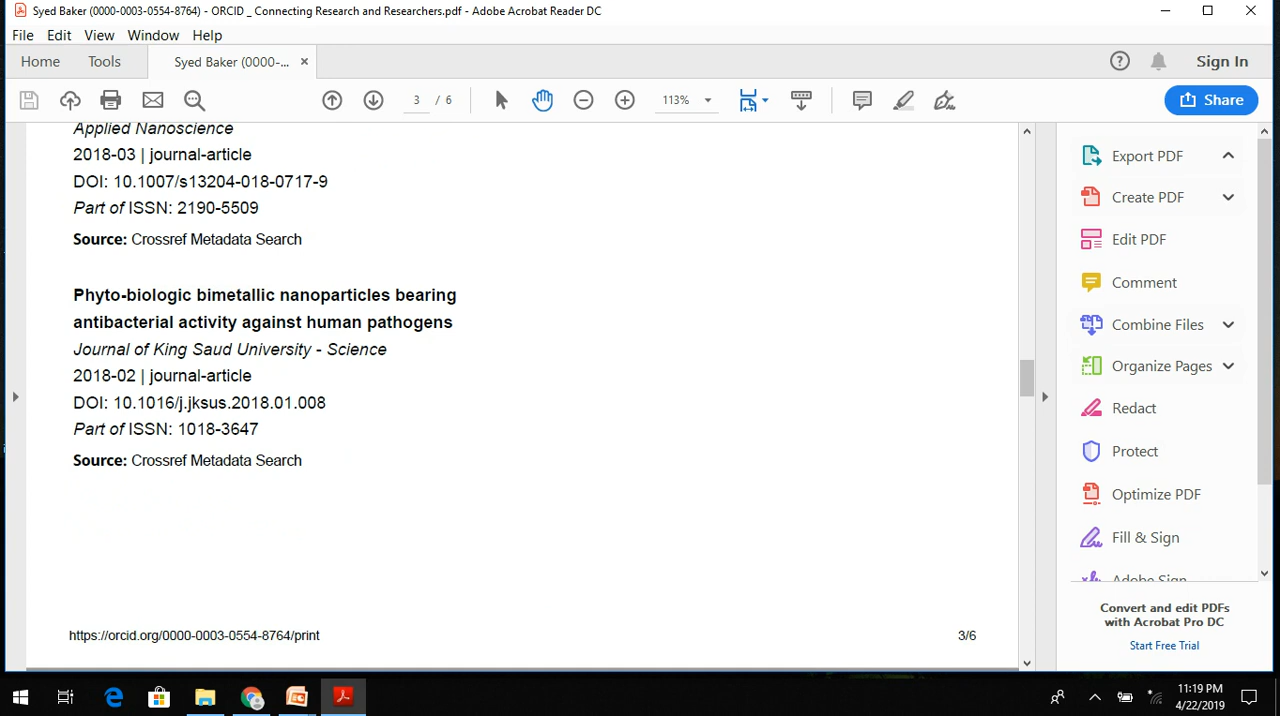 Syed Baker (0000-0003-0554-8764) - ORCID _ Connecting Research and Researchers.pdf - Adobe Acrobat Reader DC
File Edit View Window Help
Home Tools Syed Baker (0000-... × Sign In
3 / 6 113% Share
Applied Nanoscience
2018-03 | journal-article
DOI: 10.1007/s13204-018-0717-9
Part of ISSN: 2190-5509
Source: Crossref Metadata Search
Phyto-biologic bimetallic nanoparticles bearing
antibacterial activity against human pathogens
Journal of King Saud University - Science
2018-02 | journal-article
DOI: 10.1016/j.jksus.2018.01.008
Part of ISSN: 1018-3647
Source: Crossref Metadata Search
https://orcid.org/0000-0003-0554-8764/print 3/6
Export PDF
Create PDF
Edit PDF
Comment
Combine Files
Organize Pages
Redact
Protect
Optimize PDF
Fill & Sign
Adobe Sign
Convert and edit PDFs
with Acrobat Pro DC
Start Free Trial
11:19 PM
4/22/2019